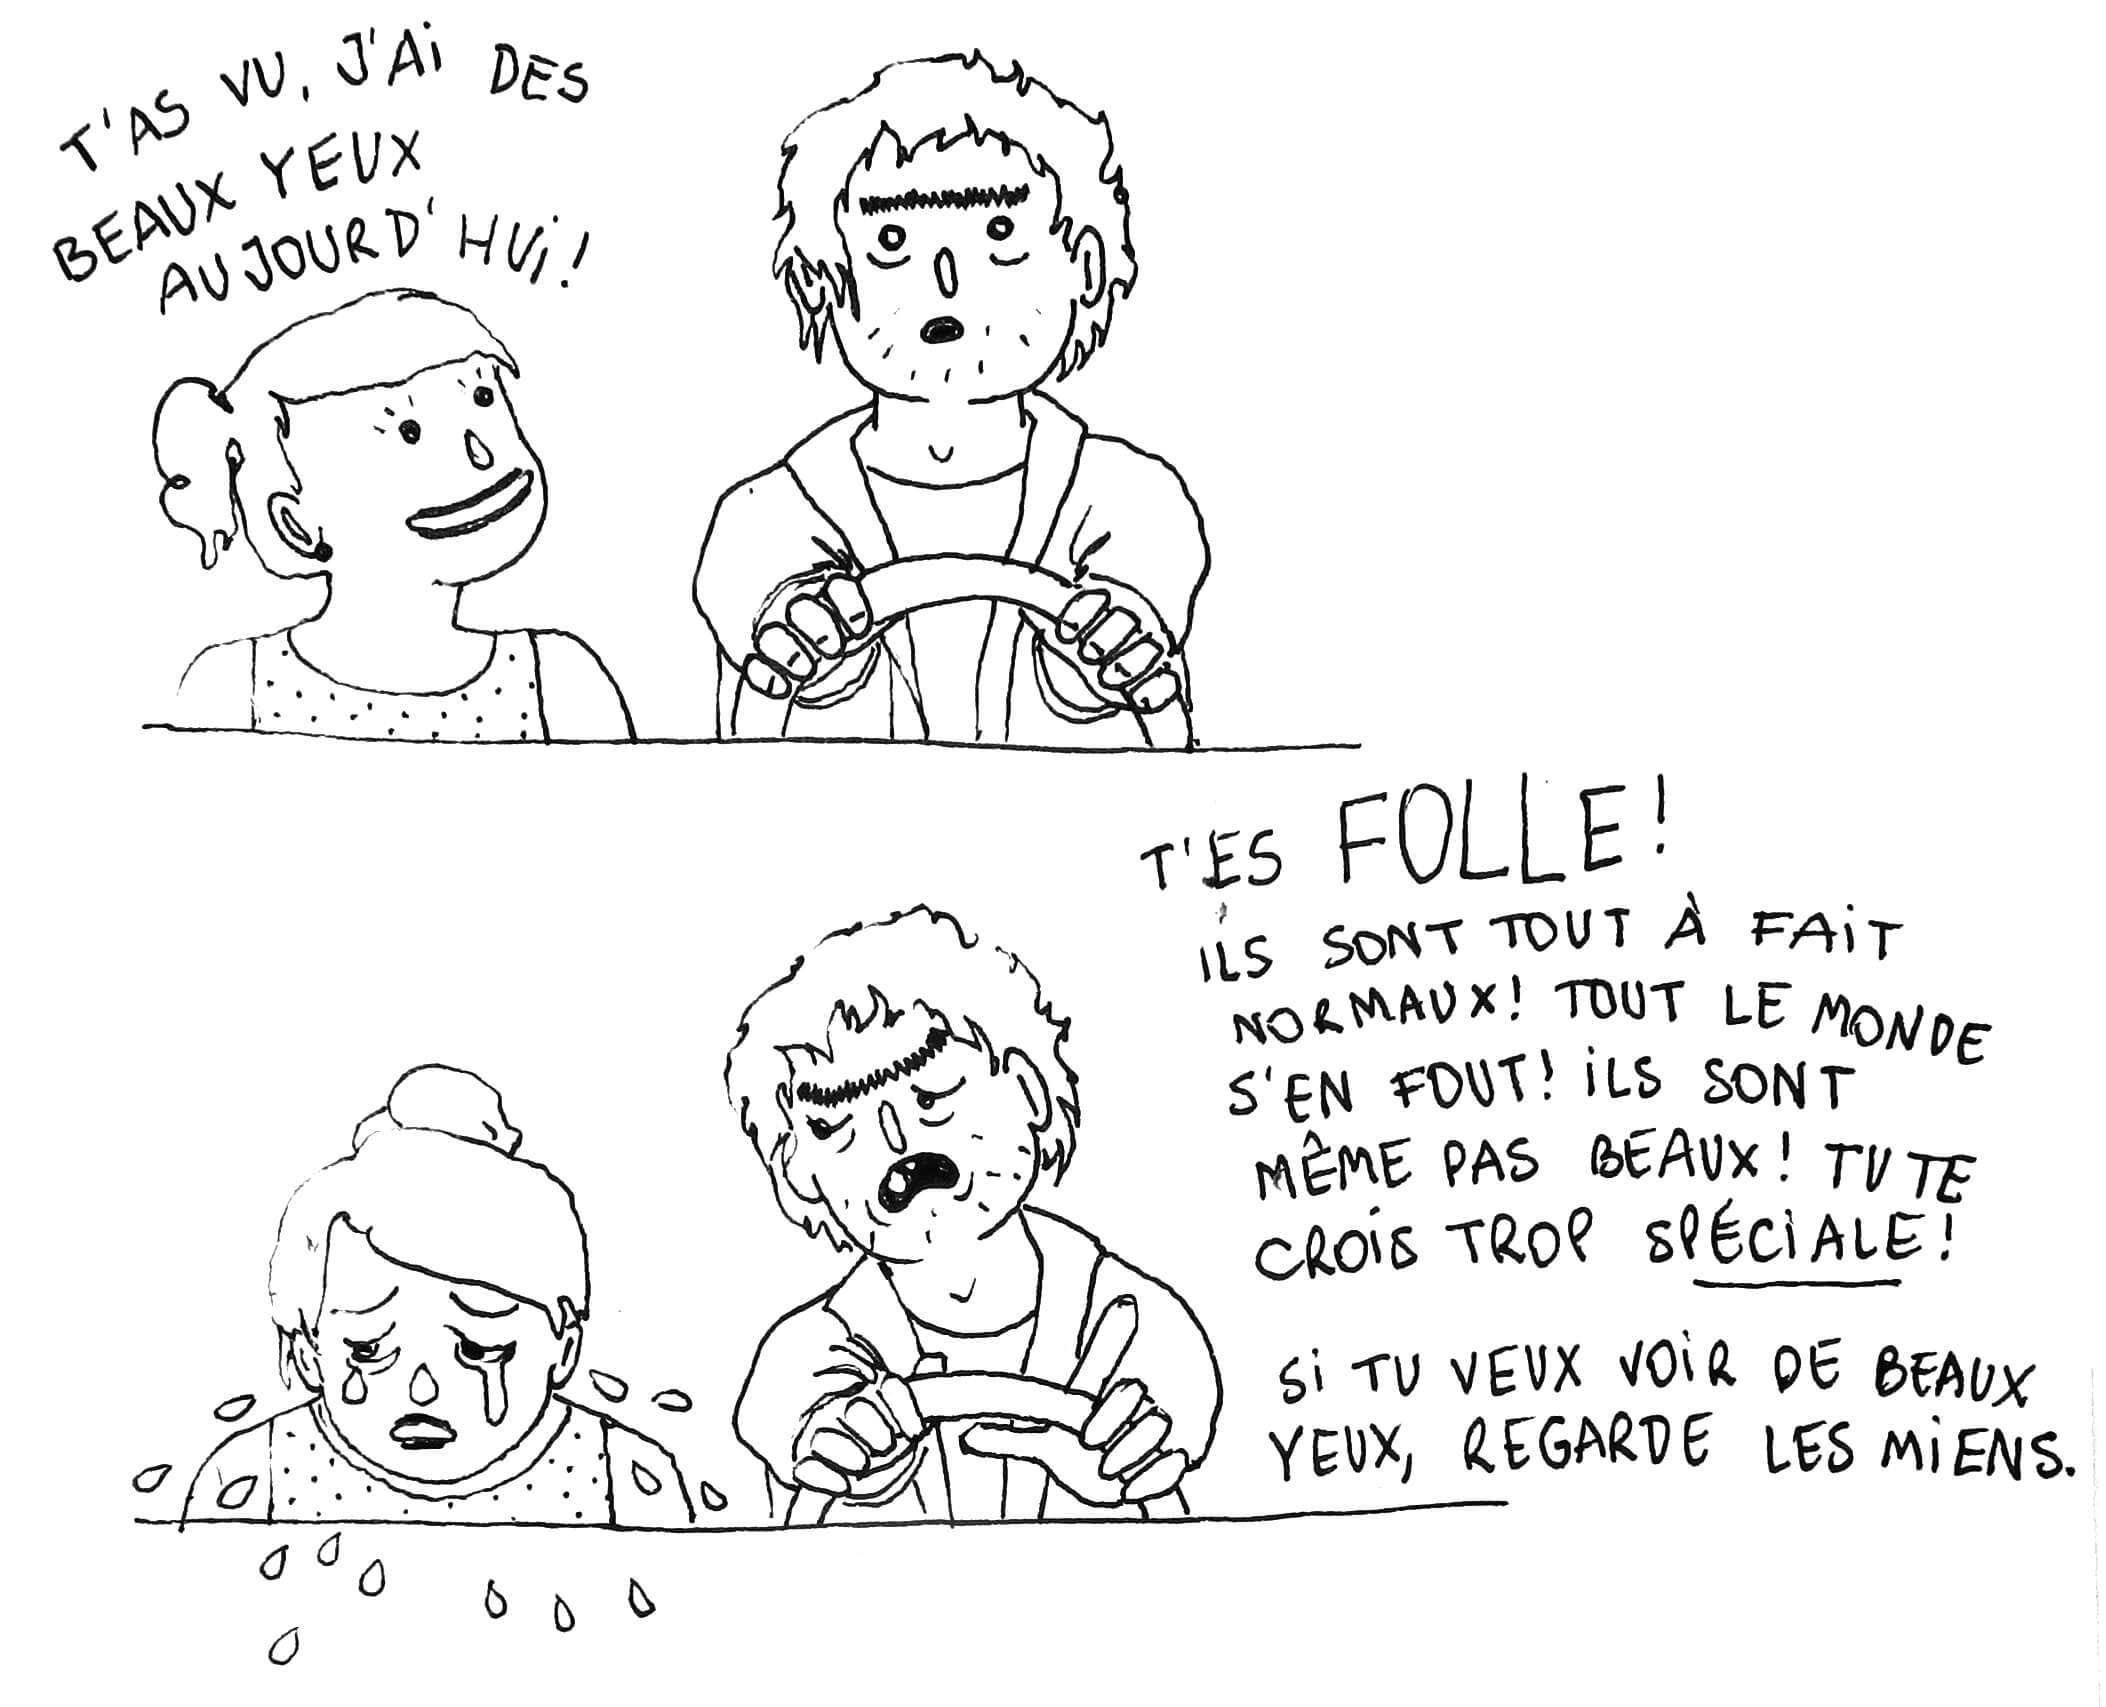 T'AS VU, J'AI DES
BEAUX YEUX
AUJOURD'HUI!
T'ES FOLLE!
ILS SONT TOUT À FAIT
NORMAUX! TOUT LE MONDE
S'EN FOUT! ILS SONT
MÊME PAS BEAUX! TU TE
CROIS TROP SPÉCIALE!
SI TU VEUX VOIR DE BEAUX
YEUX, REGARDE LES MIENS.